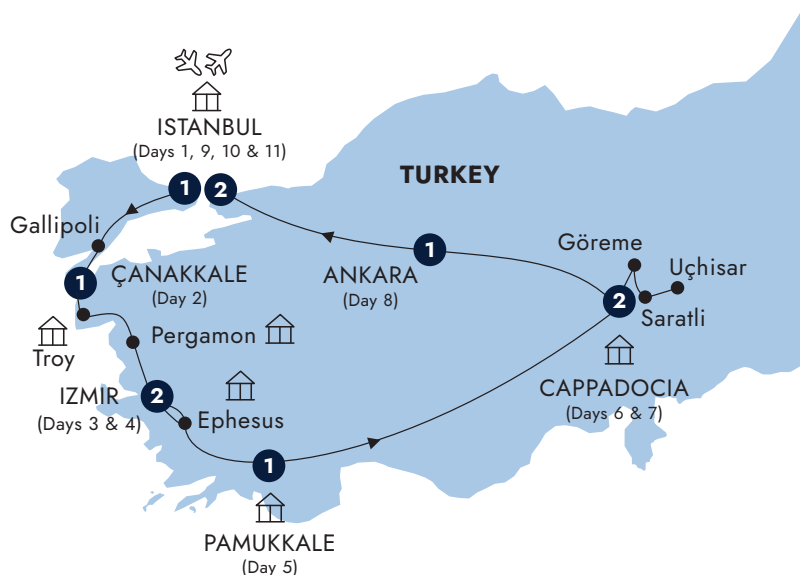 ISTANBUL
(Days 1, 9, 10 & 11)
TURKEY
1
2
Gallipoli
1
Göreme
Uçhisar
ÇANAKKALE
(Day 2)
1
ANKARA
(Day 8)
2
Saratli
Troy
Pergamon
CAPPADOCIA
(Days 6 & 7)
IZMIR
(Days 3 & 4)
2
Ephesus
1
PAMUKKALE
(Day 5)